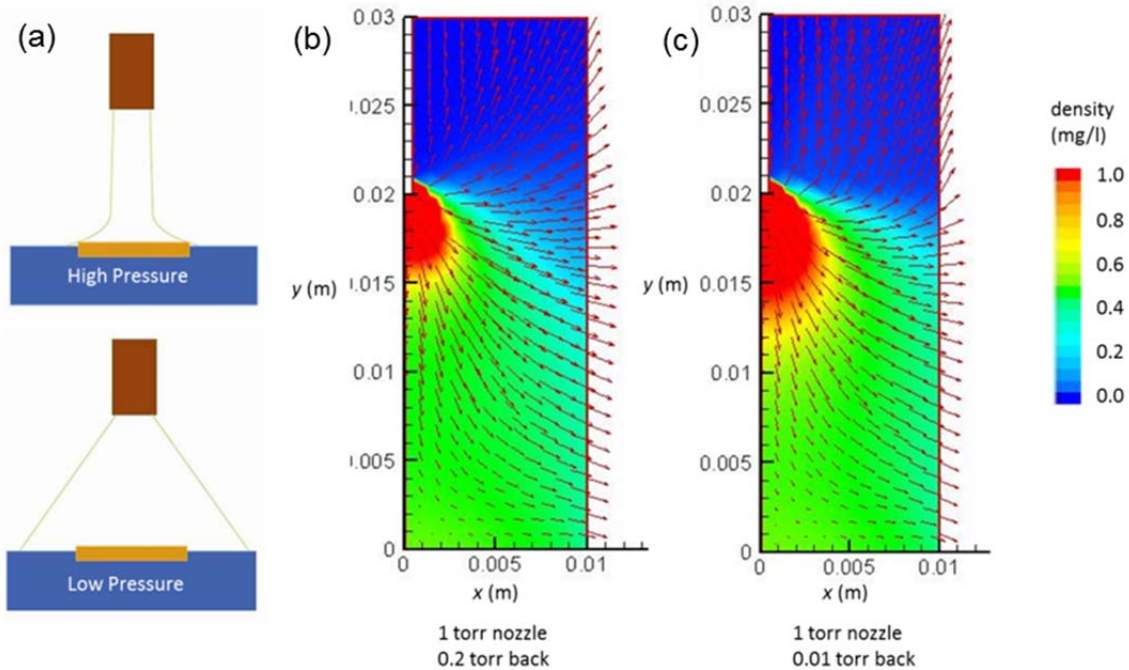 (a)
High Pressure
Low Pressure
(b)
0.03
0.025
0.02
0.015
y (m)
0.01
0.005
0
0 0.005 0.01
x (m)
1 torr nozzle
0.2 torr back
(c)
0.03
0.025
0.02
0.015
y (m)
0.01
0.005
0
0 0.005 0.01
x (m)
1 torr nozzle
0.01 torr back
density
(mg/l)
1.0
0.8
0.6
0.4
0.2
0.0